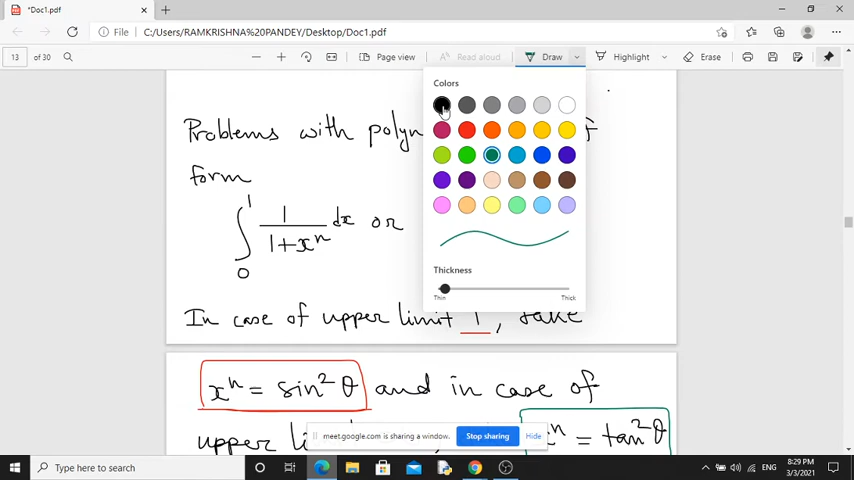 *Doc1.pdf
File C:/Users/RAMKRISHNA%20PANDEY/Desktop/Doc1.pdf
13 of 30 Page view Read aloud Draw Highlight Erase
Colors
Thickness
Thin Thick
Problems with polyn f
form
∫₀¹ 1/(1+xⁿ) dx or
In case of upper limit 1, take
xⁿ = sin² θ and in case of
upper li xⁿ = tan² θ
meet.google.com is sharing a window. Stop sharing Hide
Type here to search
ENG
8:29 PM
3/3/2021